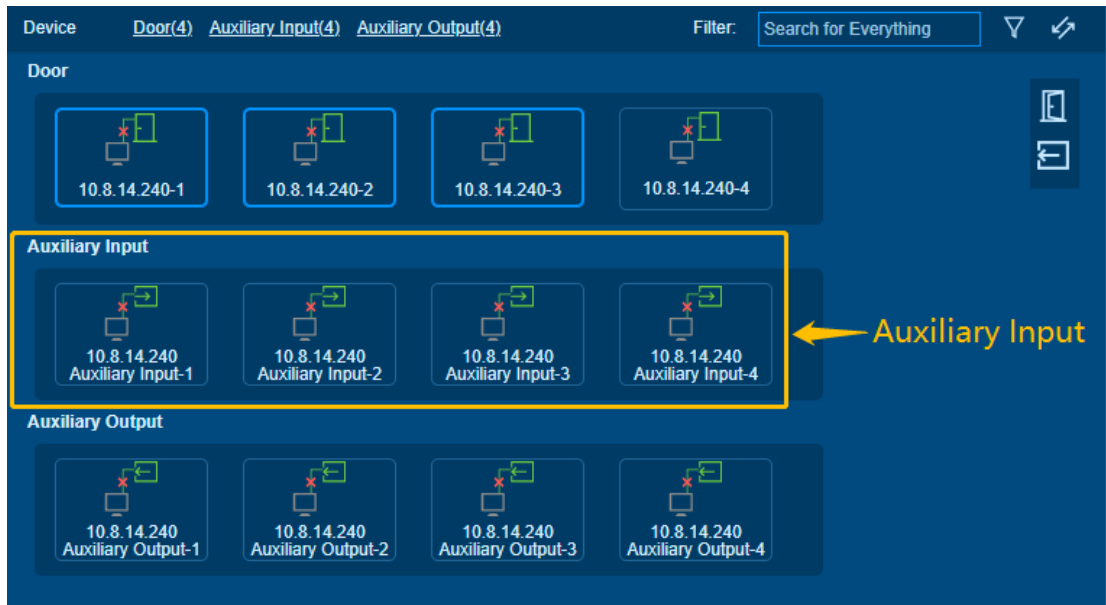 Device Door(4) Auxiliary Input(4) Auxiliary Output(4) Filter: Search for Everything
Door
10.8.14.240-1 10.8.14.240-2 10.8.14.240-3 10.8.14.240-4
Auxiliary Input
10.8.14.240 10.8.14.240 10.8.14.240 10.8.14.240
Auxiliary Input-1 Auxiliary Input-2 Auxiliary Input-3 Auxiliary Input-4
Auxiliary Input
Auxiliary Output
10.8.14.240 10.8.14.240 10.8.14.240 10.8.14.240
Auxiliary Output-1 Auxiliary Output-2 Auxiliary Output-3 Auxiliary Output-4